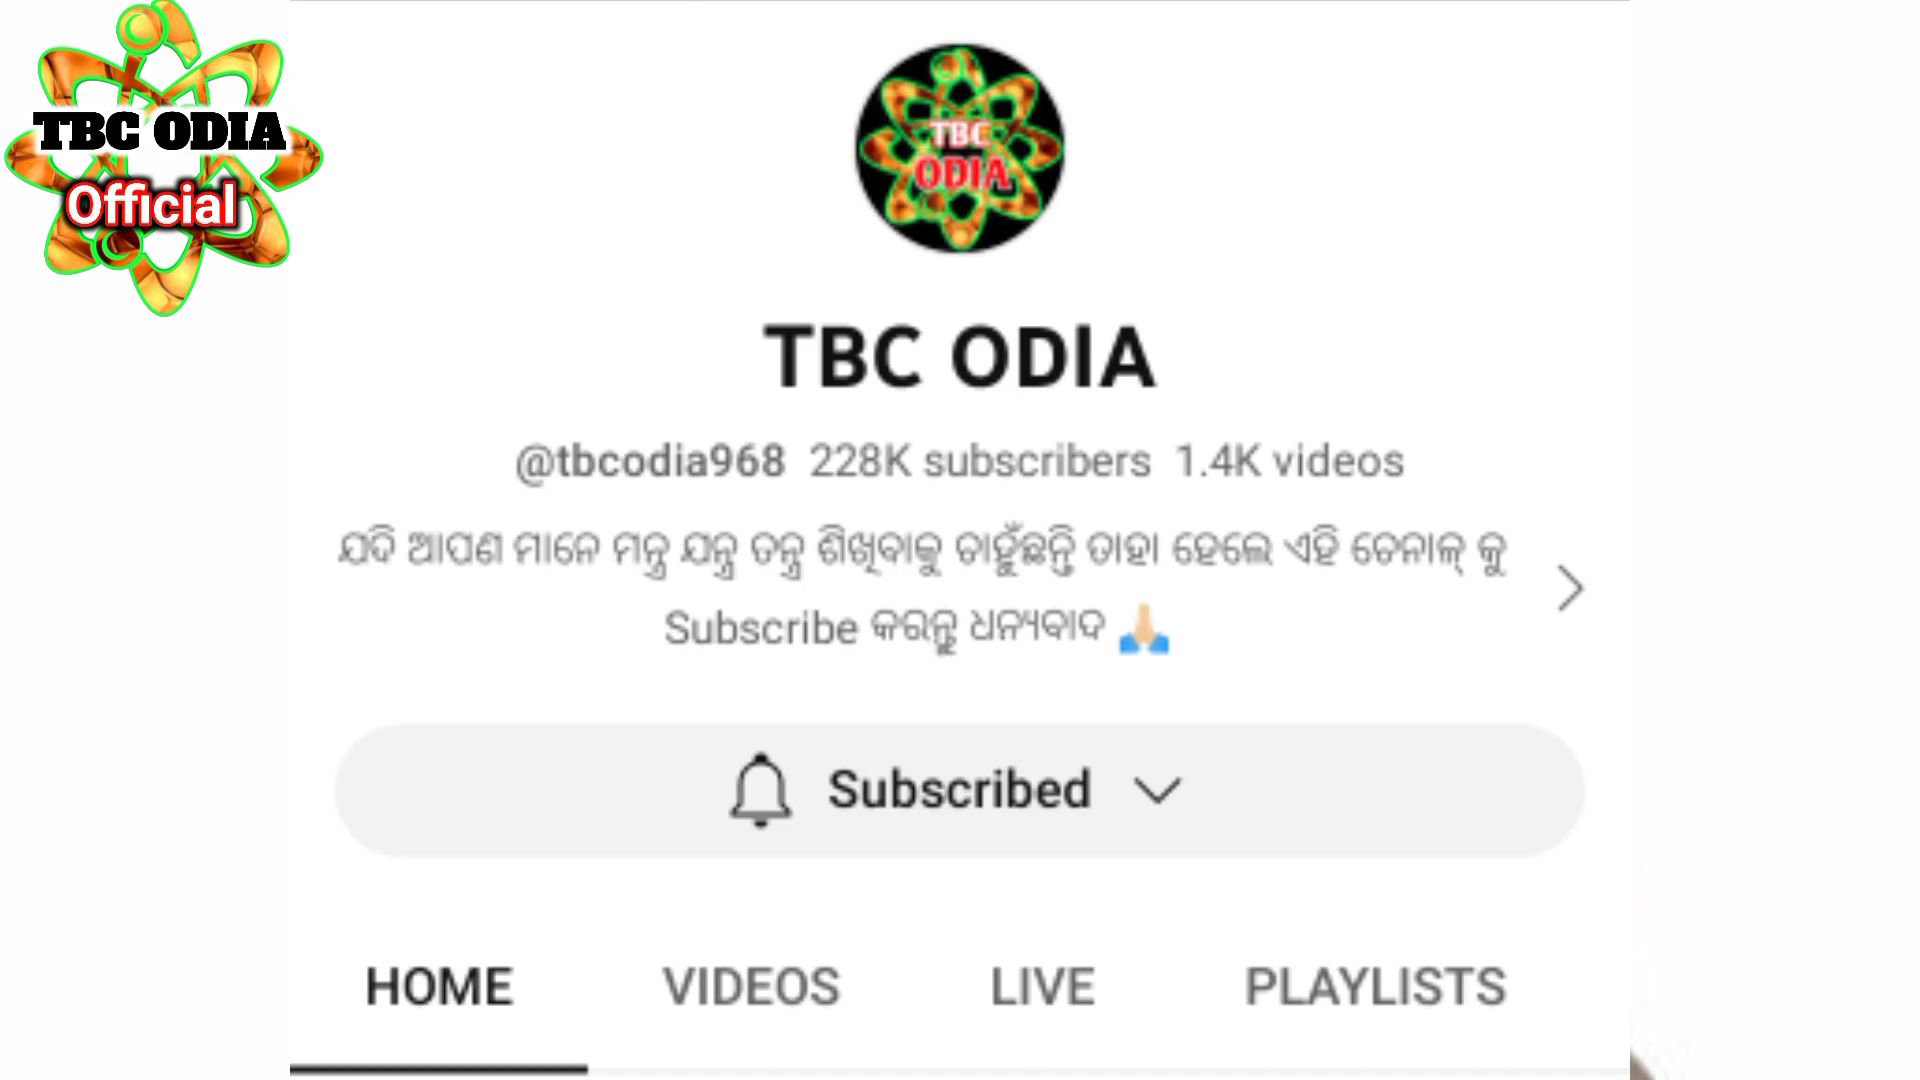 TBC ODIA
Official
TBC
ODIA
TBC ODIA
@tbcodia968 228K subscribers 1.4K videos
ଯଦି ଆପଣ ମାନେ ମନ୍ତ୍ର ଯନ୍ତ୍ର ତନ୍ତ୍ର ଶିଖିବାକୁ ଚାହୁଁଛନ୍ତି ତାହା ହେଲେ ଏହି ଚେନାଲ୍ କୁ
Subscribe କରନ୍ତୁ ଧନ୍ୟବାଦ 🙏🏼
Subscribed
HOME VIDEOS LIVE PLAYLISTS